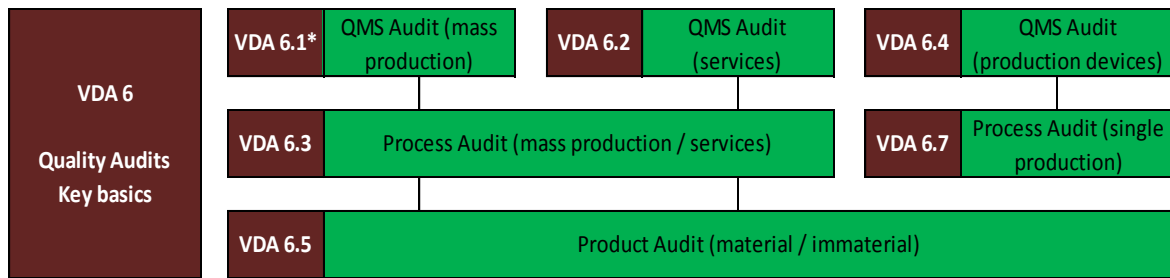 VDA 6
Quality Audits
Key basics
VDA 6.1*
QMS Audit (mass
production)
VDA 6.2
QMS Audit
(services)
VDA 6.4
QMS Audit
(production devices)
VDA 6.3
Process Audit (mass production / services)
VDA 6.7
Process Audit (single
production)
VDA 6.5
Product Audit (material / immaterial)